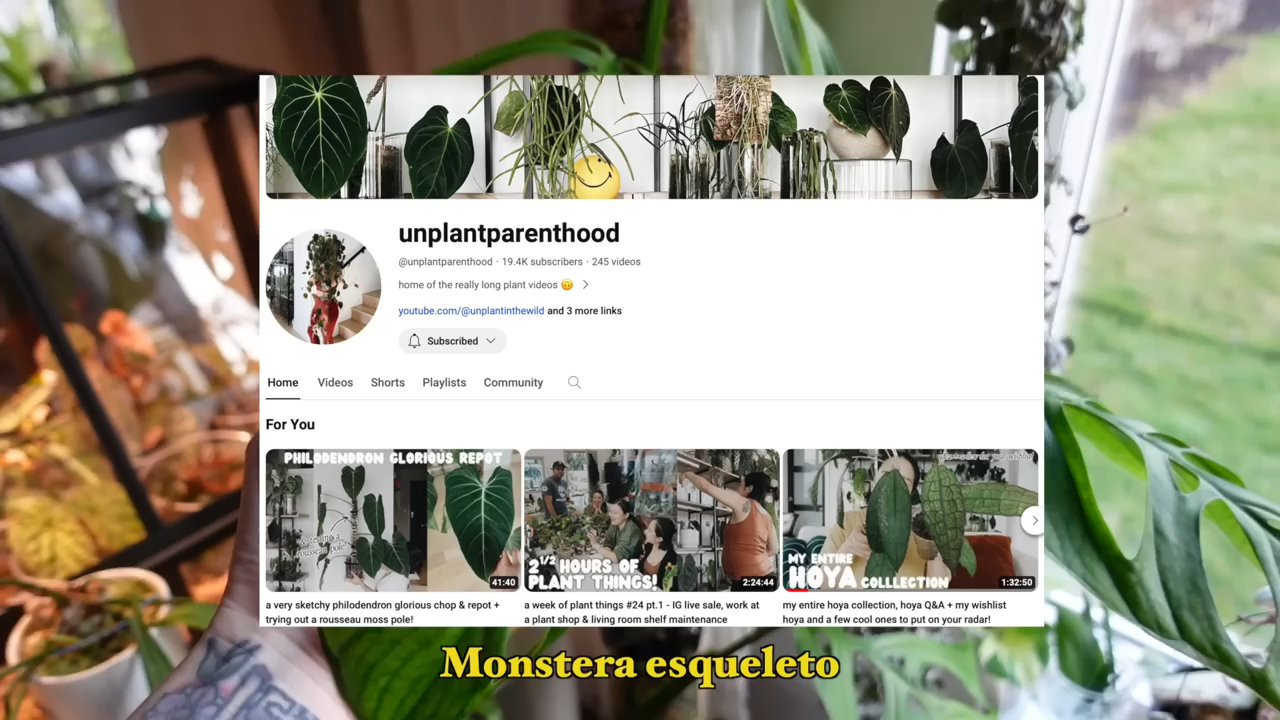 unplantparenthood
@unplantparenthood · 19.4K subscribers · 245 videos
home of the really long plant videos 😊
youtube.com/@unplantinthewild and 3 more links
Subscribed
Home Videos Shorts Playlists Community
For You
PHILODENDRON GLORIOUS REPOT
41:40
2 1/2 HOURS OF
PLANT THINGS!
2:24:44
MY ENTIRE
HOYA COLLLECTION
1:32:50
a very sketchy philodendron glorious chop & repot +
trying out a rousseau moss pole!
a week of plant things #24 pt.1 - IG live sale, work at
a plant shop & living room shelf maintenance
my entire hoya collection, hoya Q&A + my wishlist
hoya and a few cool ones to put on your radar!
Monstera esqueleto